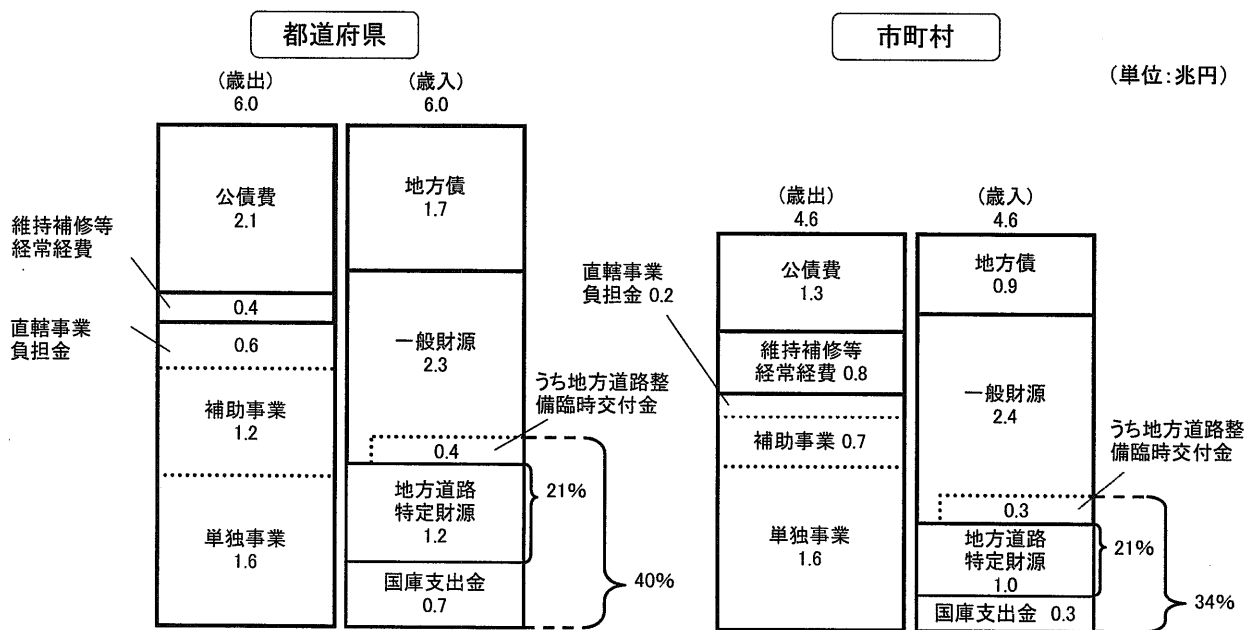 都道府県
市町村
(単位:兆円)
(歳出)
6.0
(歳入)
6.0
公債費
2.1
維持補修等
経常経費
0.4
直轄事業
負担金
0.6
補助事業
1.2
単独事業
1.6
地方債
1.7
一般財源
2.3
うち地方道路整
備臨時交付金
0.4
地方道路
特定財源
1.2
21%
国庫支出金
0.7
40%
(歳出)
4.6
(歳入)
4.6
公債費
1.3
直轄事業
負担金 0.2
維持補修等
経常経費 0.8
補助事業 0.7
単独事業
1.6
地方債
0.9
一般財源
2.4
うち地方道路整
備臨時交付金
0.3
地方道路
特定財源
1.0
21%
国庫支出金 0.3
34%